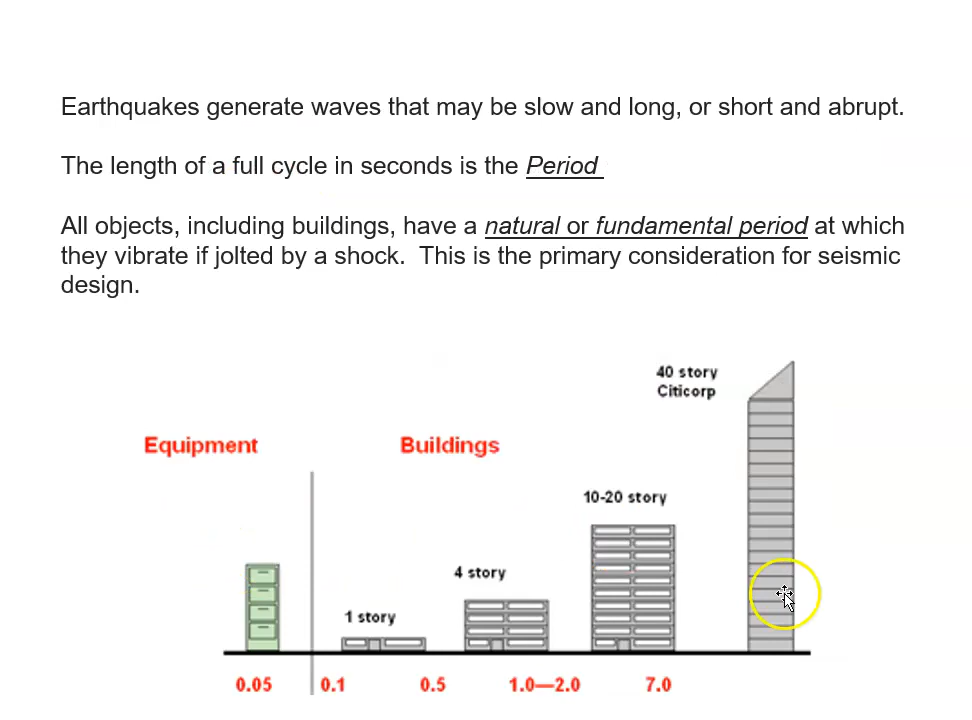 Earthquakes generate waves that may be slow and long, or short and abrupt.
The length of a full cycle in seconds is the Period
All objects, including buildings, have a natural or fundamental period at which
they vibrate if jolted by a shock. This is the primary consideration for seismic
design.
40 story
Citicorp
Equipment
Buildings
10-20 story
4 story
1 story
0.05 0.1 0.5 1.0—2.0 7.0